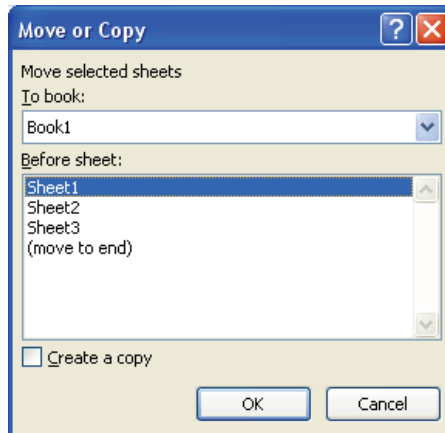 Move or Copy
Move selected sheets
To book:
Book1
Before sheet:
Sheet1
Sheet2
Sheet3
(move to end)
Create a copy
OK Cancel